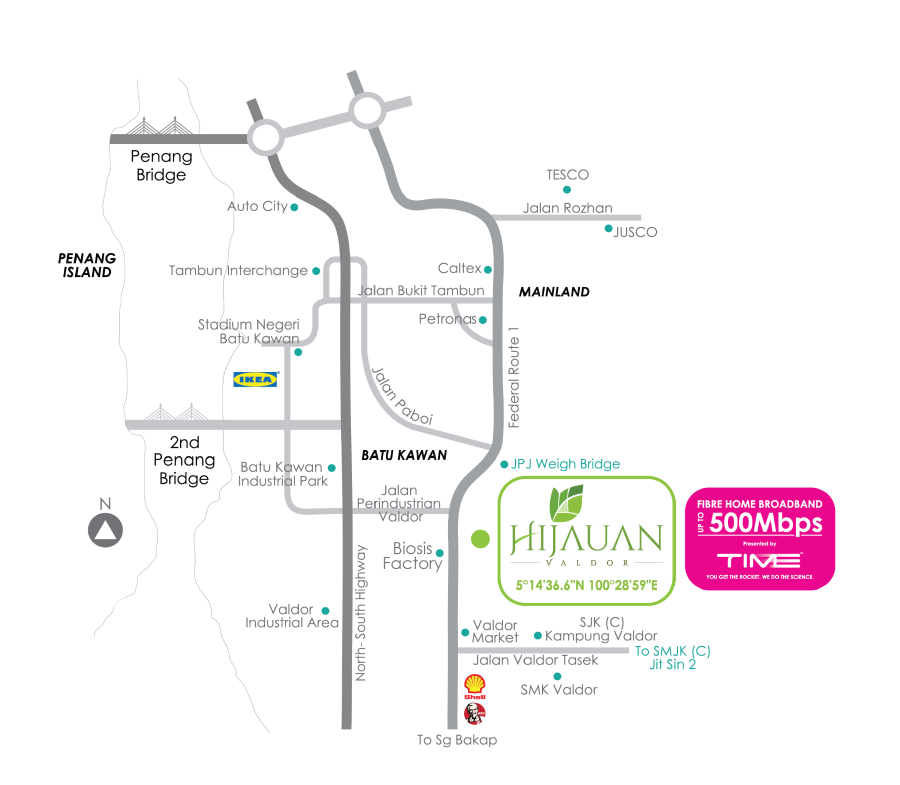 Penang
Bridge
TESCO
Jalan Rozhan
JUSCO
Auto City
PENANG
ISLAND
Tambun Interchange
Caltex
Jalan Bukit Tambun
MAINLAND
Petronas
Stadium Negeri
Batu Kawan
IKEA
Federal Route 1
Jalan Paboi
2nd
Penang
Bridge
BATU KAWAN
Batu Kawan
Industrial Park
JPJ Weigh Bridge
Jalan
Perindustrian
Valdor
N
HIJAUAN
VALDOR
5°14'36.6"N 100°28'59"E
FIBRE HOME BROADBAND
UP TO 500Mbps
Presented by
TIME
YOU GET THE ROCKET. WE DO THE SCIENCE.
Biosis
Factory
North- South Highway
Valdor
Industrial Area
Valdor
Market
SJK (C)
Kampung Valdor
To SMJK (C)
Jit Sin 2
Jalan Valdor Tasek
SMK Valdor
Shell
KFC
To Sg Bakap